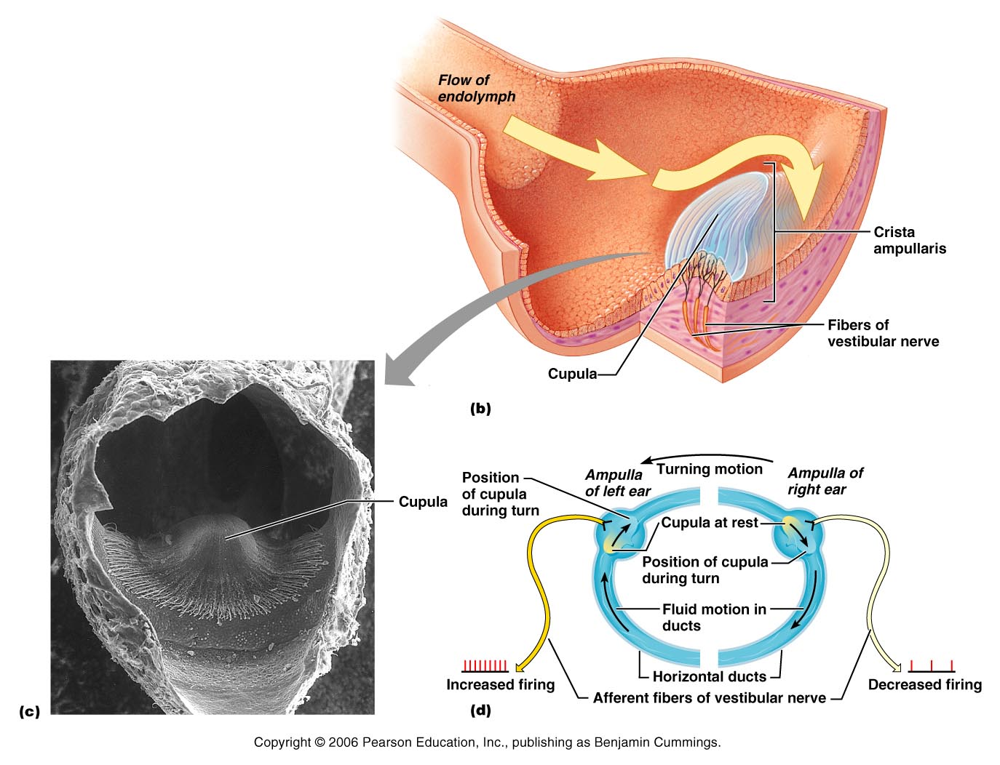 Flow of
endolymph
Crista
ampullaris
Fibers of
vestibular nerve
Cupula
(b)
Cupula
(c)
Turning motion
Ampulla
of left ear
Ampulla of
right ear
Position
of cupula
during turn
Cupula at rest
Position of cupula
during turn
Fluid motion in
ducts
Horizontal ducts
Increased firing
Decreased firing
Afferent fibers of vestibular nerve
(d)
Copyright © 2006 Pearson Education, Inc., publishing as Benjamin Cummings.